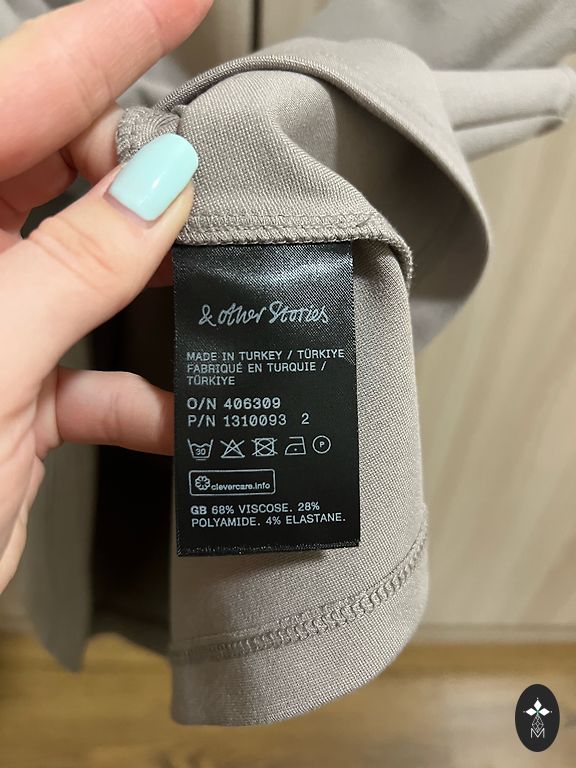 & other Stories
MADE IN TURKEY / TÜRKIYE
FABRIQUÉ EN TURQUIE /
TÜRKIYE
O/N 406309
P/N 1310093 2
30 P
clevercare.info
GB 68% VISCOSE. 28%
POLYAMIDE. 4% ELASTANE.
M